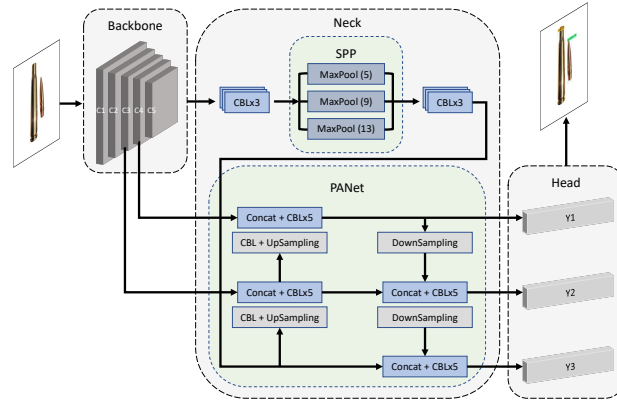 Backbone
Neck
SPP
C1 C2 C3 C4 C5
CBLx3
MaxPool (5)
MaxPool (9)
MaxPool (13)
CBLx3
PANet
Head
Concat + CBLx5
Y1
CBL + UpSampling
DownSampling
Concat + CBLx5
Concat + CBLx5
Y2
CBL + UpSampling
DownSampling
Concat + CBLx5
Y3